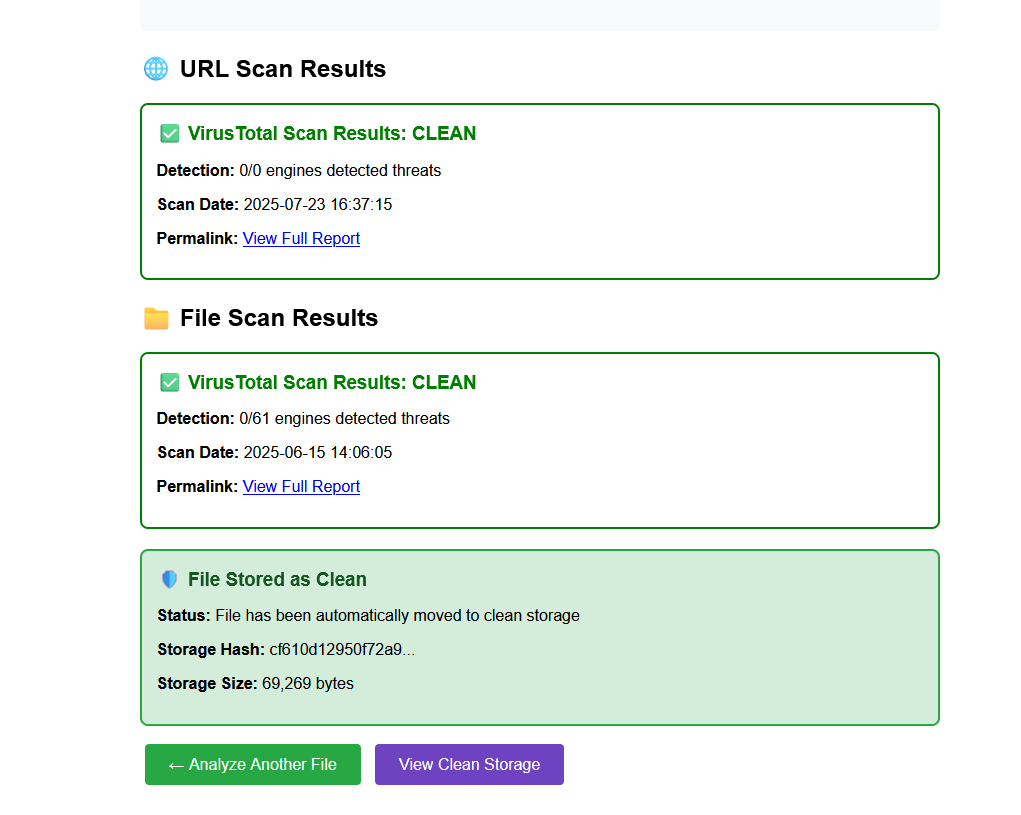 URL Scan Results
VirusTotal Scan Results: CLEAN
Detection: 0/0 engines detected threats
Scan Date: 2025-07-23 16:37:15
Permalink: View Full Report
File Scan Results
VirusTotal Scan Results: CLEAN
Detection: 0/61 engines detected threats
Scan Date: 2025-06-15 14:06:05
Permalink: View Full Report
File Stored as Clean
Status: File has been automatically moved to clean storage
Storage Hash: cf610d12950f72a9...
Storage Size: 69,269 bytes
← Analyze Another File
View Clean Storage